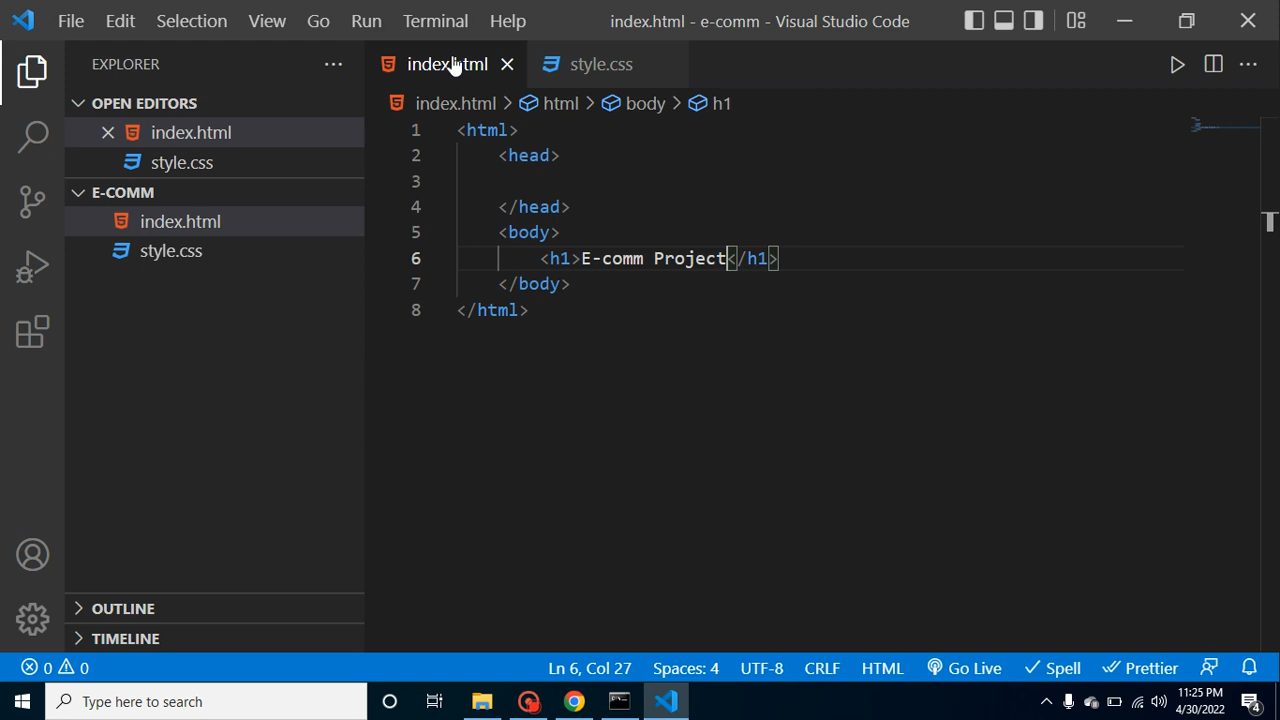 File Edit Selection View Go Run Terminal Help index.html - e-comm - Visual Studio Code
EXPLORER
OPEN EDITORS
index.html
style.css
E-COMM
index.html
style.css
OUTLINE
TIMELINE
index.html style.css
index.html > html > body > h1
1 <html>
2 <head>
3
4 </head>
5 <body>
6 <h1>E-comm Project</h1>
7 </body>
8 </html>
0 0 Ln 6, Col 27 Spaces: 4 UTF-8 CRLF HTML Go Live Spell Prettier
Type here to search
11:25 PM
4/30/2022
4